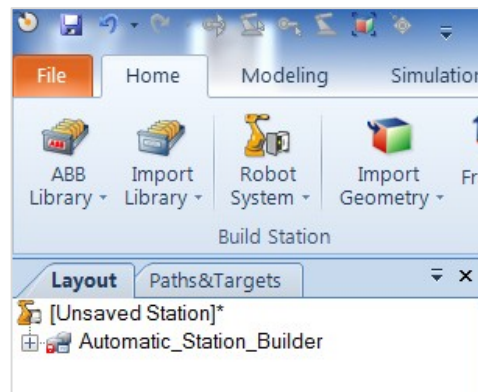 File Home Modeling Simulation
ABB Import Robot Import
Library Library System Geometry
Build Station
Layout Paths&Targets
[Unsaved Station]*
Automatic_Station_Builder